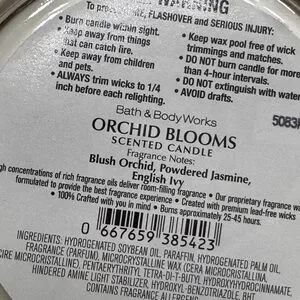 WARNING
To prevent FIRE, FLASHOVER and SERIOUS INJURY:
• Burn candle within sight.
• Keep away from things
that can catch fire.
• Keep away from children
and pets.
• ALWAYS trim wicks to 1/4
inch before each relighting.
• Keep wax pool free of wick
trimmings and matches.
• DO NOT burn candle for more
than 4-hour intervals.
• DO NOT extinguish with water
• AVOID drafts.
5083
Bath & Body Works
ORCHID BLOOMS
SCENTED CANDLE
Fragrance Notes:
Blush Orchid, Powdered Jasmine,
English Ivy
concentrations of rich fragrance oils deliver room-filling fragrance • Our proprietary fragrance wax
formulated to provide the best fragrance experience • Created with premium lead-free wicks
• 100% Crafted with you in mind • Burns approximately 25-45 hours.
0 667659 385423
INGREDIENTS: HYDROGENATED SOYBEAN OIL, PARAFFIN, HYDROGENATED PALM OIL,
FRAGRANCE (PARFUM), MICROCRYSTALLINE WAX (CERA MICROCRISTALLINA,
CIRE MICROCRISTALLINE), PENTAERYTHRITYL TETRA-DI-T-BUTYL HYDROXYHYDROCINNAMATE,
HINDERED AMINE LIGHT STABILIZER, HYDROXY-BENZOTRIAZOLE, BHT
CONTAINS FRAGRANCE ALLERGENS